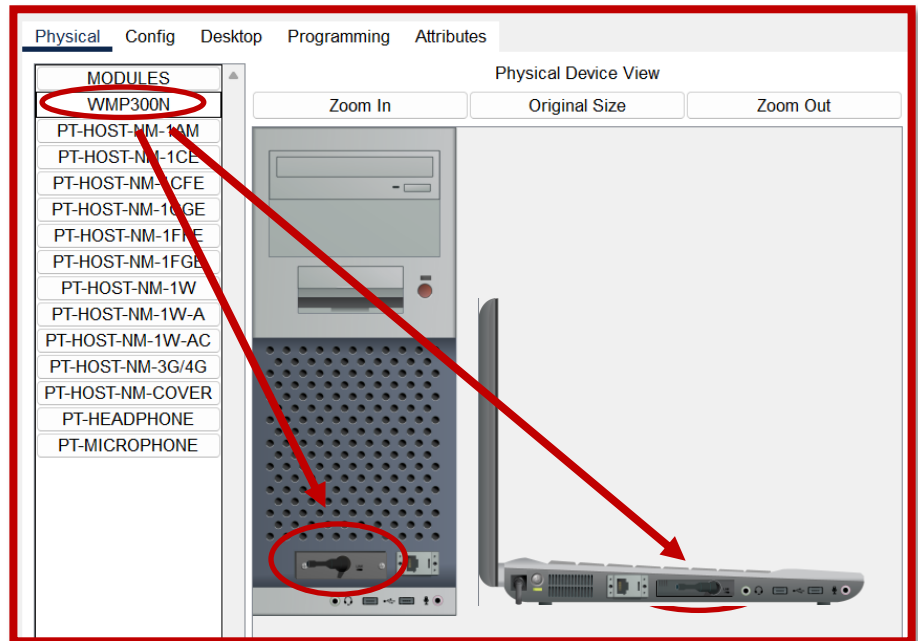 Physical Config Desktop Programming Attributes
MODULES
WMP300N
PT-HOST-NM-1AM
PT-HOST-NM-1CE
PT-HOST-NM-1CFE
PT-HOST-NM-1CGE
PT-HOST-NM-1FFE
PT-HOST-NM-1FGE
PT-HOST-NM-1W
PT-HOST-NM-1W-A
PT-HOST-NM-1W-AC
PT-HOST-NM-3G/4G
PT-HOST-NM-COVER
PT-HEADPHONE
PT-MICROPHONE
Physical Device View
Zoom In Original Size Zoom Out